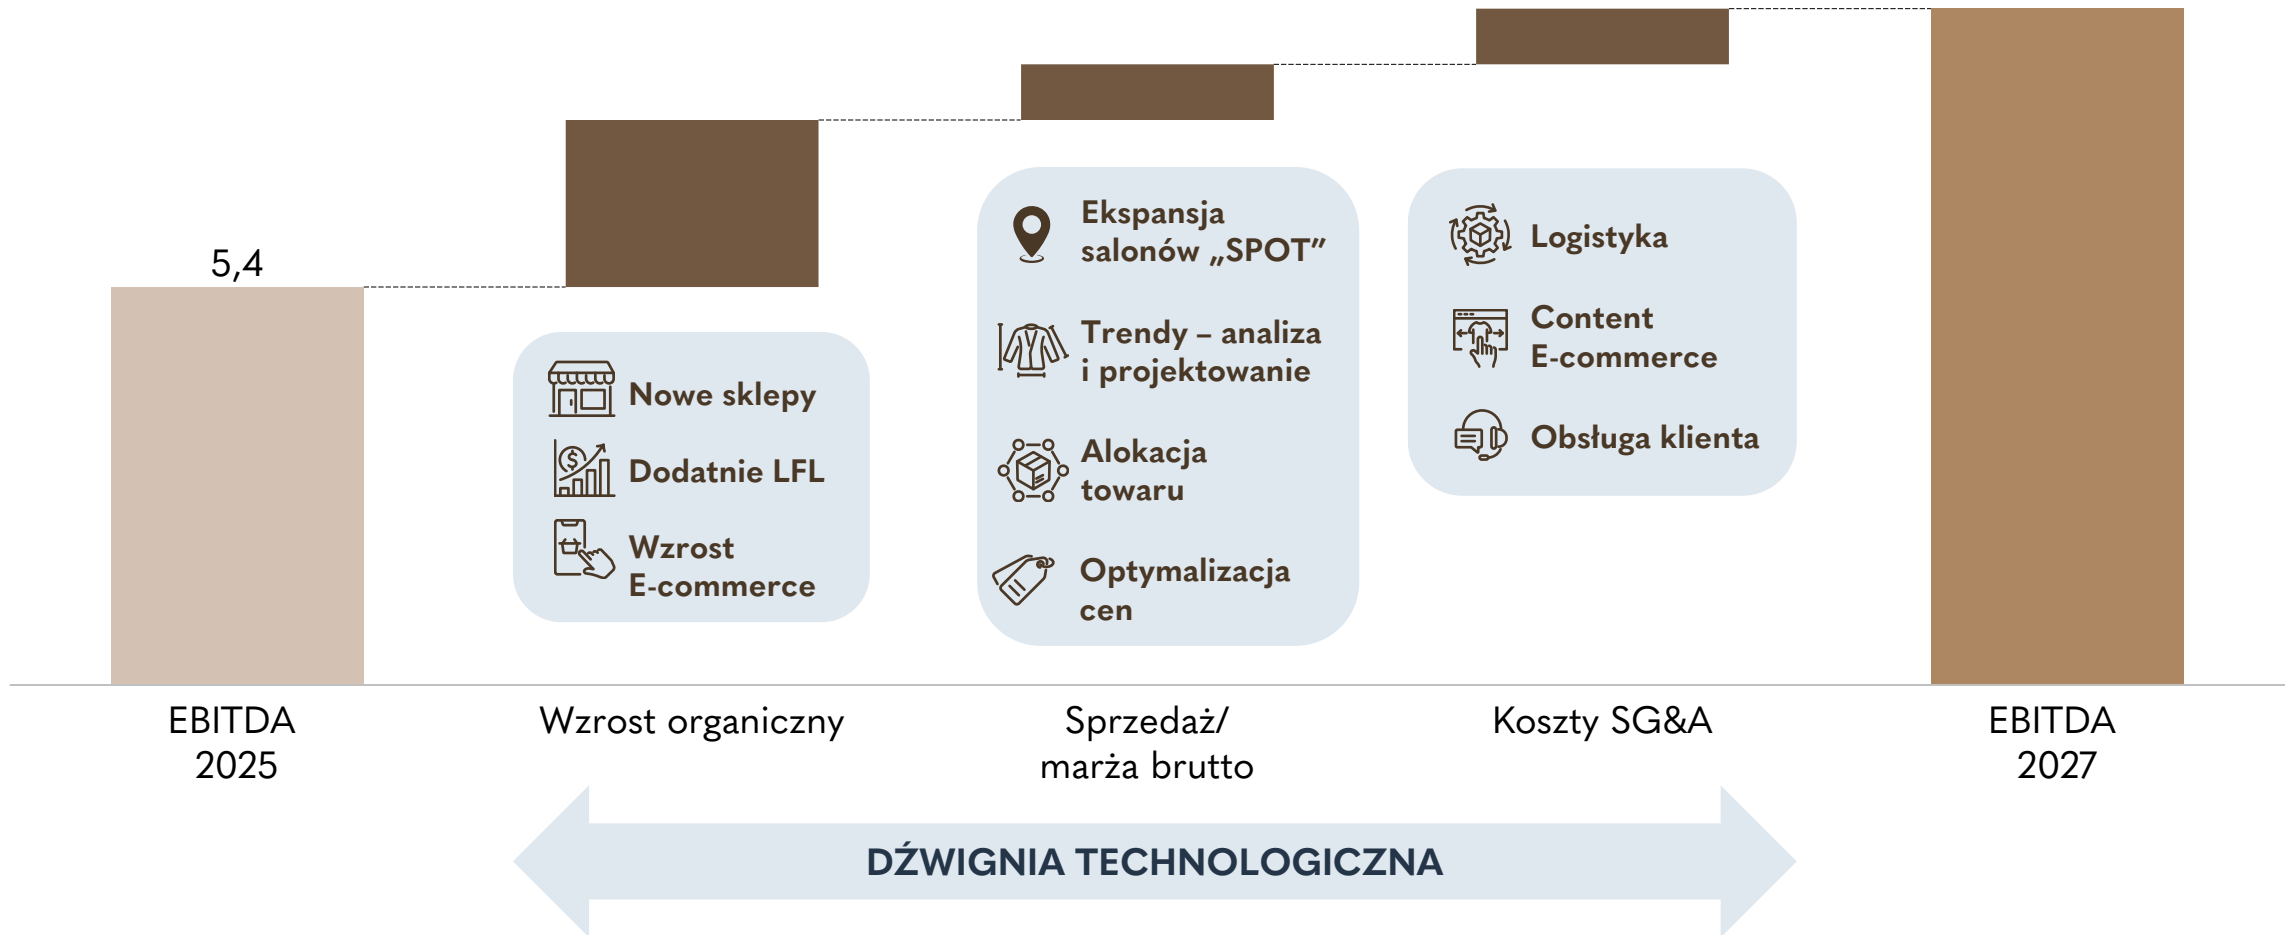 5,4
Nowe sklepy
Dodatnie LFL
Wzrost
E-commerce
Ekspansja
salonów „SPOT”
Trendy – analiza
i projektowanie
Alokacja
towaru
Optymalizacja
cen
Logistyka
Content
E-commerce
Obsługa klienta
EBITDA
2025
Wzrost organiczny
Sprzedaż/
marża brutto
Koszty SG&A
EBITDA
2027
DŹWIGNIA TECHNOLOGICZNA